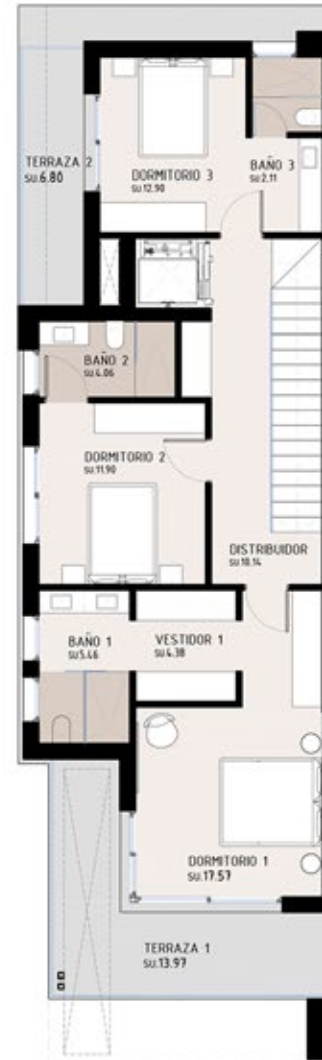 TERRAZA 2
SU.6.80
DORMITORIO 3
SU.12.90
BAÑO 3
SU.2.11
BAÑO 2
SU.4.06
DORMITORIO 2
SU.11.90
DISTRIBUIDOR
SU.10.14
BAÑO 1
SU.5.46
VESTIDOR 1
SU.4.38
DORMITORIO 1
SU.17.57
TERRAZA 1
SU.13.97